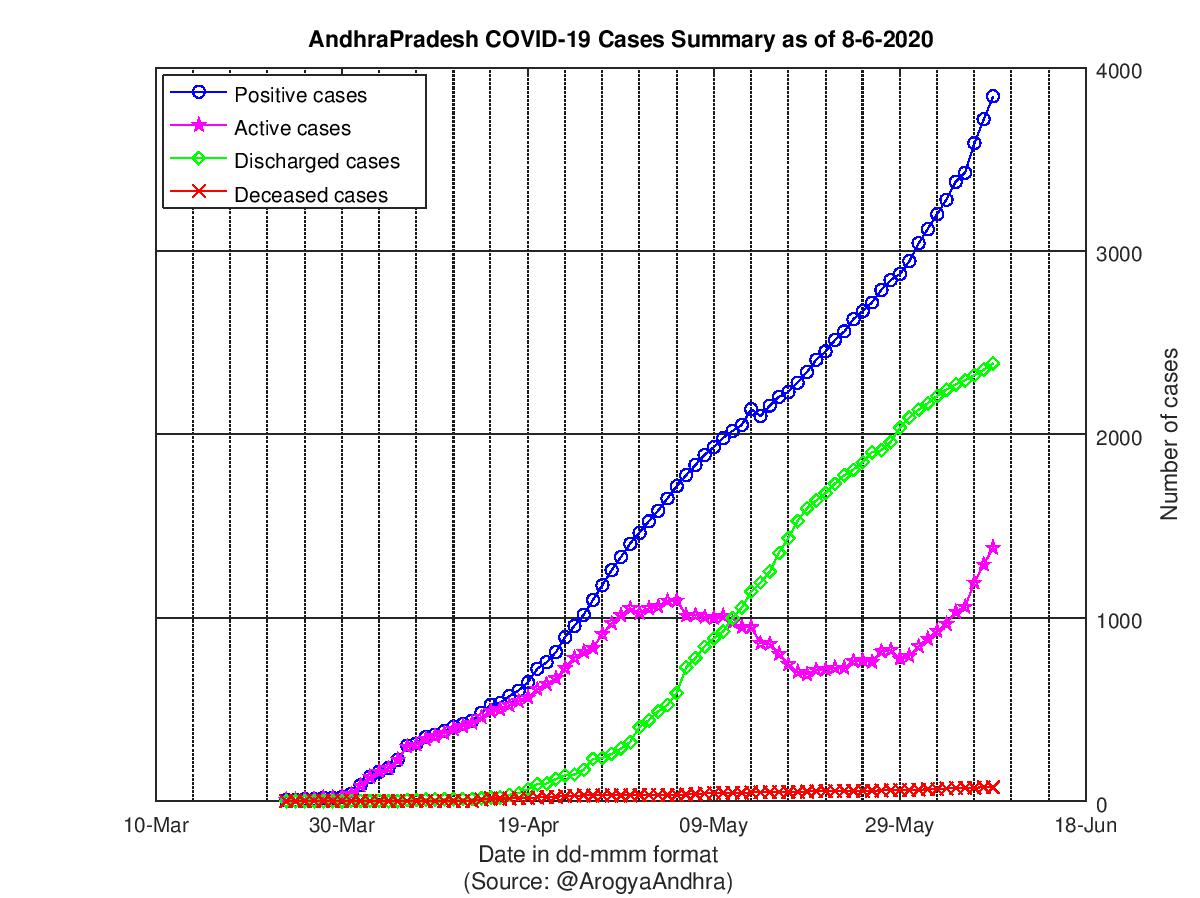 AndhraPradesh COVID-19 Cases Summary as of 8-6-2020
Positive cases
Active cases
Discharged cases
Deceased cases
4000
3000
2000
1000
0
Number of cases
10-Mar 30-Mar 19-Apr 09-May 29-May 18-Jun
Date in dd-mmm format
(Source: @ArogyaAndhra)